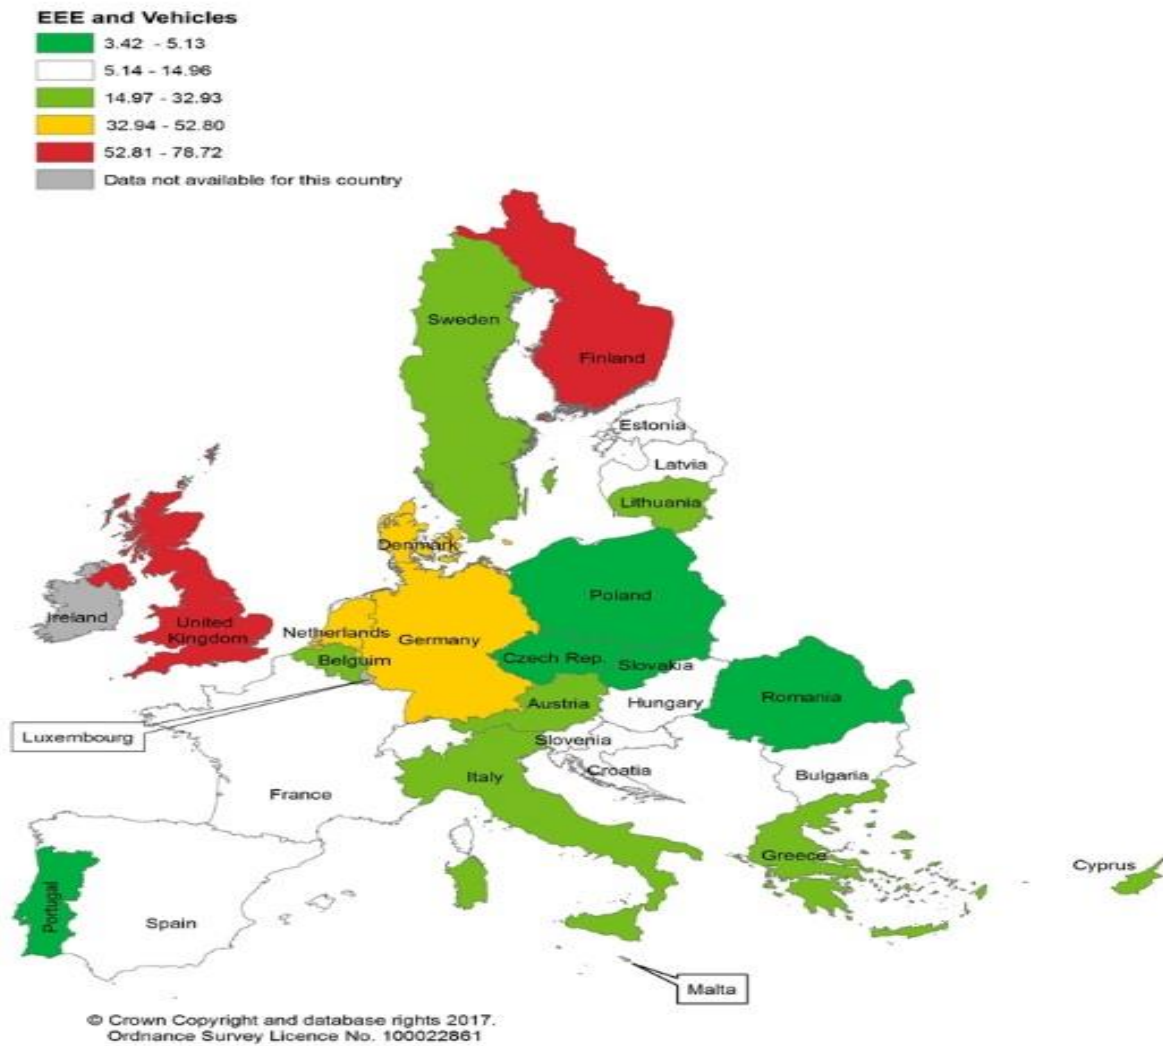 EEE and Vehicles
3.42 - 5.13
5.14 - 14.96
14.97 - 32.93
32.94 - 52.80
52.81 - 78.72
Data not available for this country
Sweden
Finland
Estonia
Latvia
Lithuania
Denmark
Ireland
United
Kingdom
Netherlands
Germany
Poland
Belguim
Czech Rep.
Slovakia
Luxembourg
Austria
Hungary
Romania
Slovenia
Croatia
Italy
France
Bulgaria
Greece
Cyprus
Portugal
Spain
Malta
© Crown Copyright and database rights 2017.
Ordnance Survey Licence No. 100022861